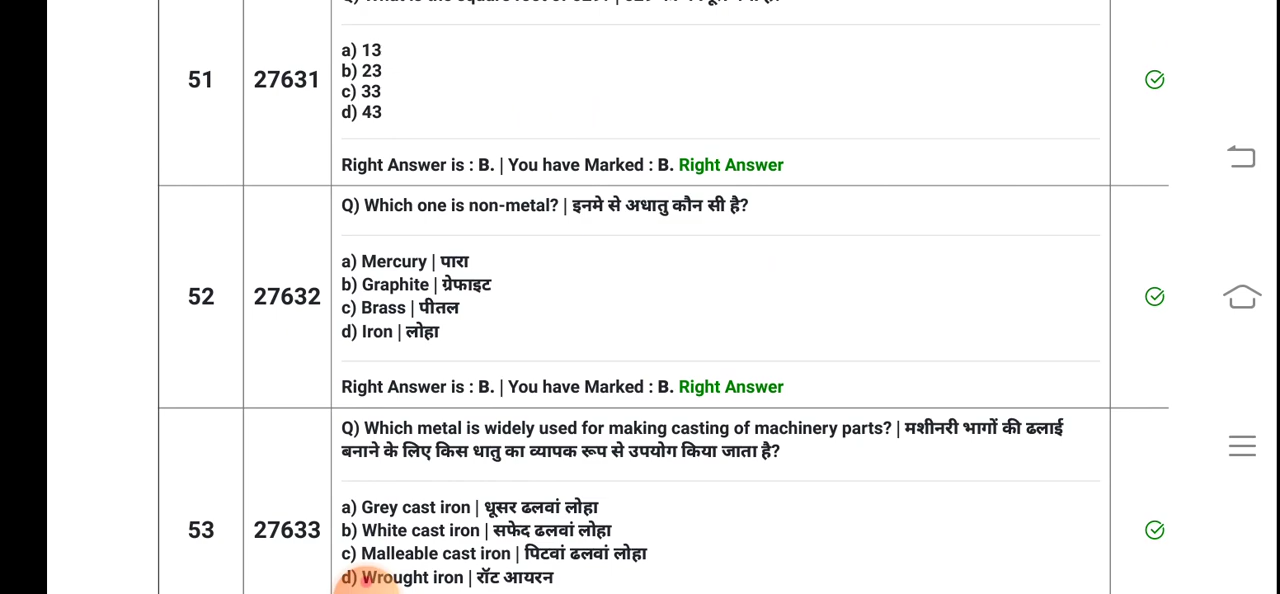 51
27631
a) 13
b) 23
c) 33
d) 43
Right Answer is : B. | You have Marked : B. Right Answer
52
27632
Q) Which one is non-metal? | इनमे से अधातु कौन सी है?
a) Mercury | पारा
b) Graphite | ग्रेफाइट
c) Brass | पीतल
d) Iron | लोहा
Right Answer is : B. | You have Marked : B. Right Answer
53
27633
Q) Which metal is widely used for making casting of machinery parts? | मशीनरी भागों की ढलाई
बनाने के लिए किस धातु का व्यापक रूप से उपयोग किया जाता है?
a) Grey cast iron | धूसर ढलवां लोहा
b) White cast iron | सफेद ढलवां लोहा
c) Malleable cast iron | पिटवां ढलवां लोहा
d) Wrought iron | रॉट आयरन